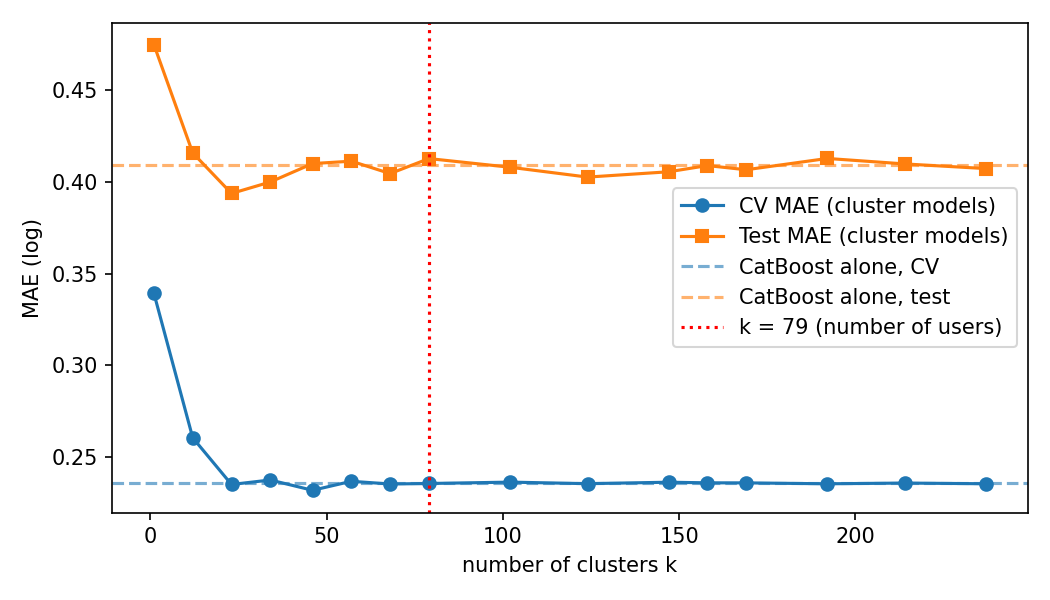 0.45
0.40
0.35
0.30
0.25
MAE (log)
CV MAE (cluster models)
Test MAE (cluster models)
CatBoost alone, CV
CatBoost alone, test
k = 79 (number of users)
0 50 100 150 200
number of clusters k